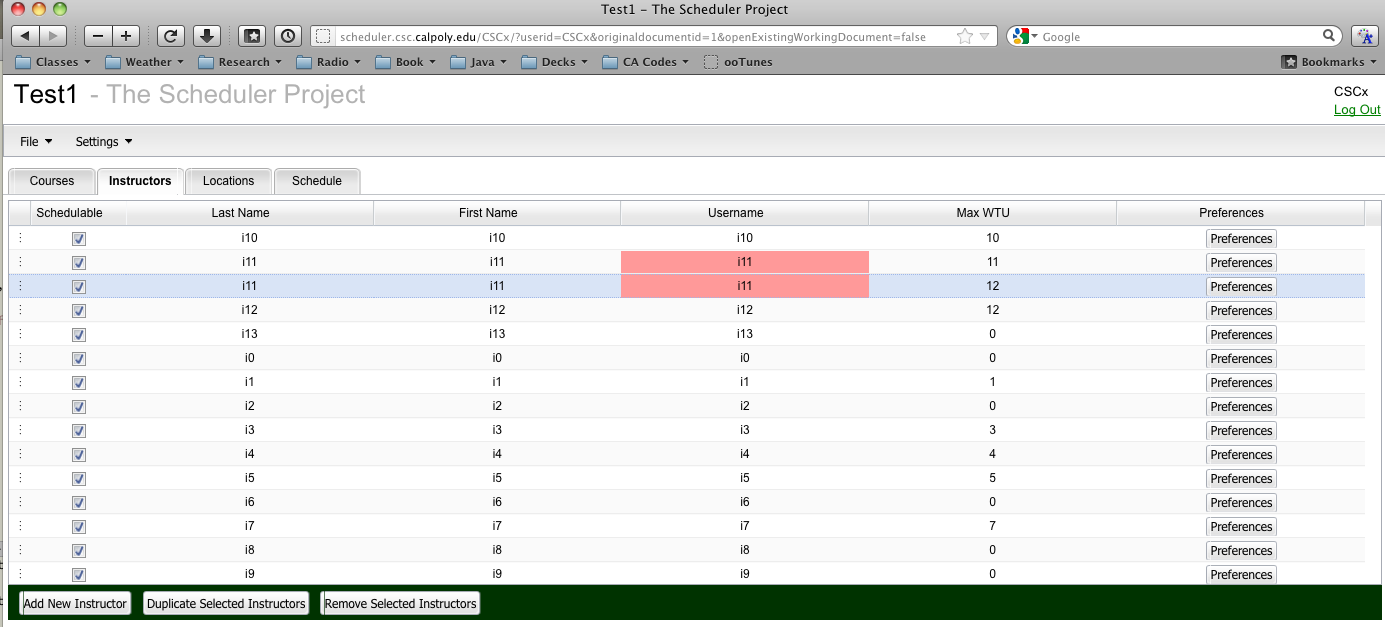 Test1 – The Scheduler Project
scheduler.csc.calpoly.edu/CSCx/?userid=CSCx&originaldocumentid=1&openExistingWorkingDocument=false Google
Classes Weather Research Radio Book Java Decks CA Codes ooTunes Bookmarks
Test1 - The Scheduler Project
CSCx
Log Out
File Settings
Courses Instructors Locations Schedule
Schedulable Last Name First Name Username Max WTU Preferences
i10 i10 i10 10 Preferences
i11 i11 i11 11 Preferences
i11 i11 i11 12 Preferences
i12 i12 i12 12 Preferences
i13 i13 i13 0 Preferences
i0 i0 i0 0 Preferences
i1 i1 i1 1 Preferences
i2 i2 i2 0 Preferences
i3 i3 i3 3 Preferences
i4 i4 i4 4 Preferences
i5 i5 i5 5 Preferences
i6 i6 i6 0 Preferences
i7 i7 i7 7 Preferences
i8 i8 i8 0 Preferences
i9 i9 i9 0 Preferences
Add New Instructor Duplicate Selected Instructors Remove Selected Instructors